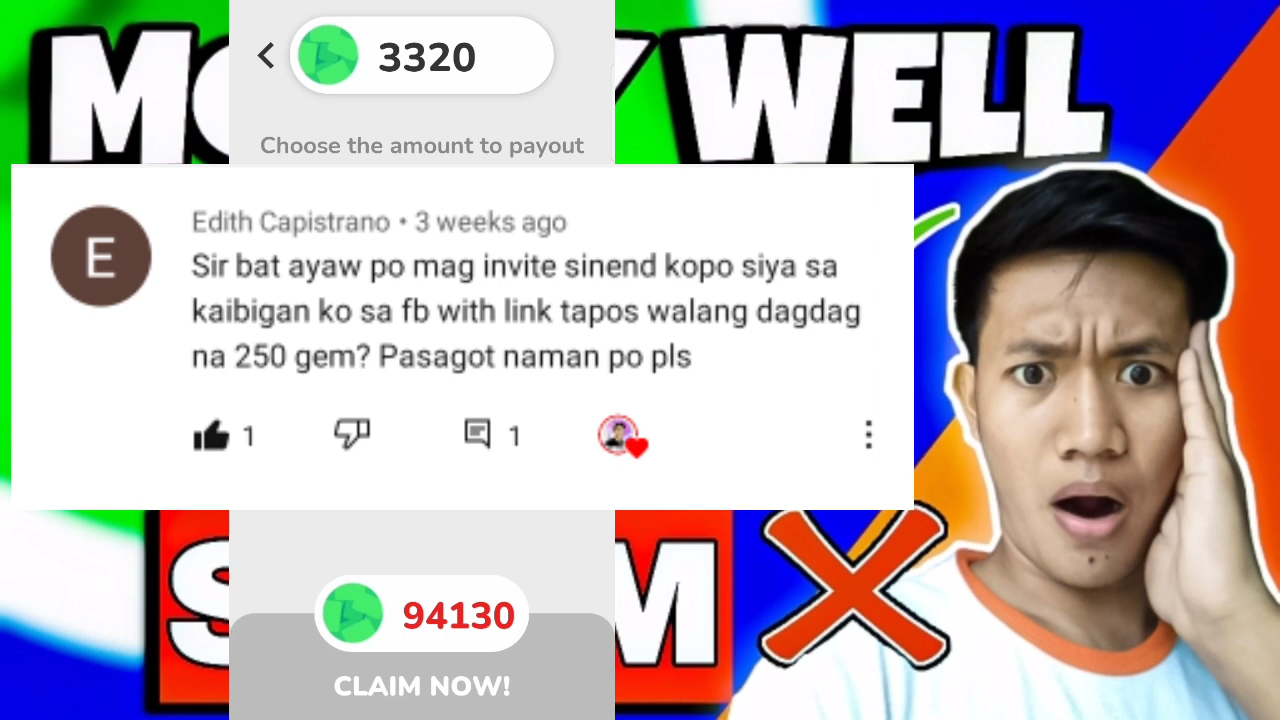 3320
WELL
Choose the amount to payout
E
Edith Capistrano • 3 weeks ago
Sir bat ayaw po mag invite sinend kopo siya sa
kaibigan ko sa fb with link tapos walang dagdag
na 250 gem? Pasagot naman po pls
1
1
94130
CLAIM NOW!